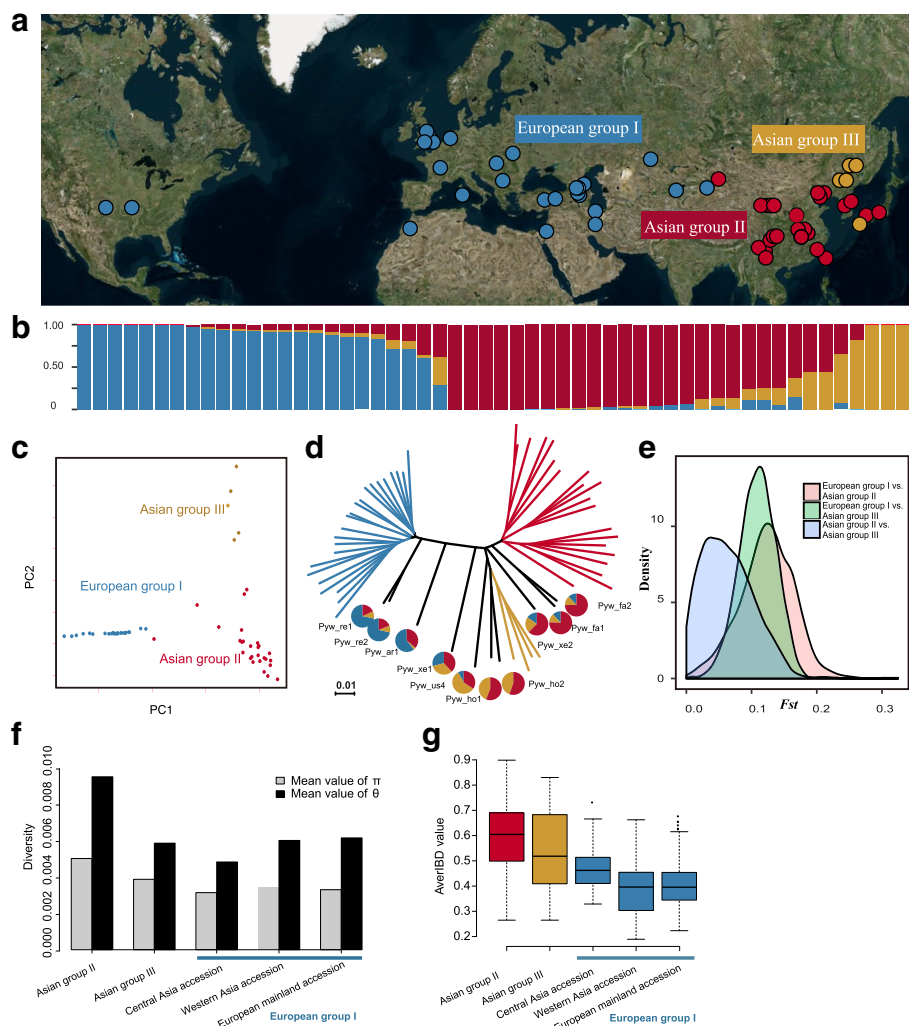 a
European group I
Asian group III
Asian group II
b
1.00
0.50
0
c
d
e
Asian group III
European group I
Asian group II
PC2
PC1
Pyw_re1
Pyw_re2
Pyw_ar1
Pyw_xe1
Pyw_us4
Pyw_ho1
Pyw_ho2
Pyw_xe2
Pyw_fa1
Pyw_fa2
0.01
European group I vs.
Asian group II
European group I vs.
Asian group III
Asian group II vs.
Asian group III
Density
10
5
0
0.0
0.1
0.2
0.3
Fst
f
g
Diversity
0.010
0.008
0.006
0.004
0.002
0.000
Mean value of π
Mean value of θ
Asian group II
Asian group III
Central Asia accession
Western Asia accession
European mainland accession
European group I
AverIBD value
0.9
0.8
0.7
0.6
0.5
0.4
0.3
0.2
Asian group II
Asian group III
Central Asia accession
Western Asia accession
European mainland accession
European group I